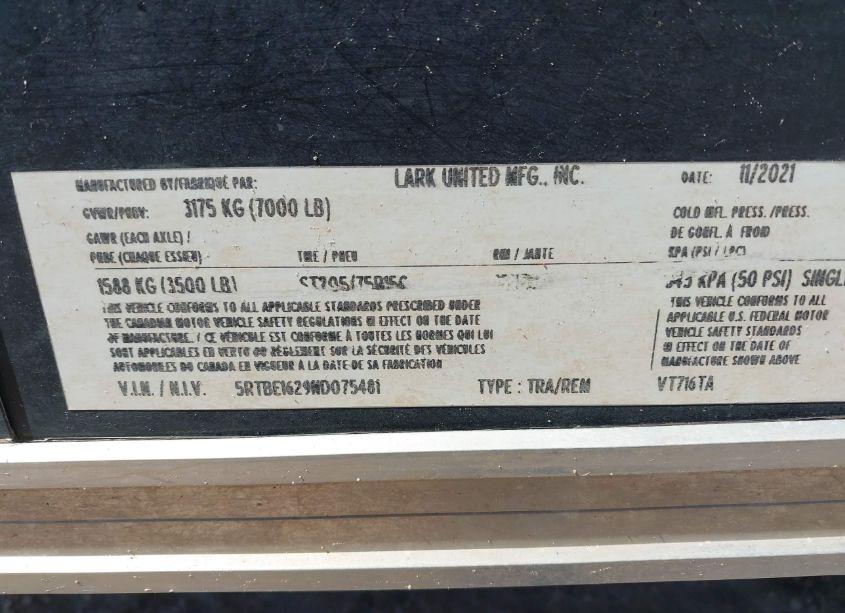 MANUFACTURED BY/FABRIQUÉ PAR: LARK UNITED MFG., INC. DATE: 11/2021
GVWR/PNBV: 3175 KG (7000 LB) COLD INFL. PRESS. /PRESS.
GAWR (EACH AXLE) / DE GONFL. À FROID
PNBE (CHAQUE ESSIEU) TIRE / PNEU RIM / JANTE KPA (PSI / LPC)
1588 KG (3500 LB) ST205/75R15C KPA (50 PSI) SINGLE
THIS VEHICLE CONFORMS TO ALL APPLICABLE STANDARDS PRESCRIBED UNDER
THE CANADIAN MOTOR VEHICLE SAFETY REGULATIONS IN EFFECT ON THE DATE
OF MANUFACTURE. / CE VÉHICULE EST CONFORME À TOUTES LES NORMES QUI LUI
SONT APPLICABLES EN VERTU DU RÈGLEMENT SUR LA SÉCURITÉ DES VÉHICULES
AUTOMOBILES DU CANADA EN VIGUEUR À LA DATE DE SA FABRICATION
THIS VEHICLE CONFORMS TO ALL
APPLICABLE U.S. FEDERAL MOTOR
VEHICLE SAFETY STANDARDS
IN EFFECT ON THE DATE OF
MANUFACTURE SHOWN ABOVE
V.I.N. / N.I.V. 5RTBE1629ND075481 TYPE : TRA/REM VT716TA